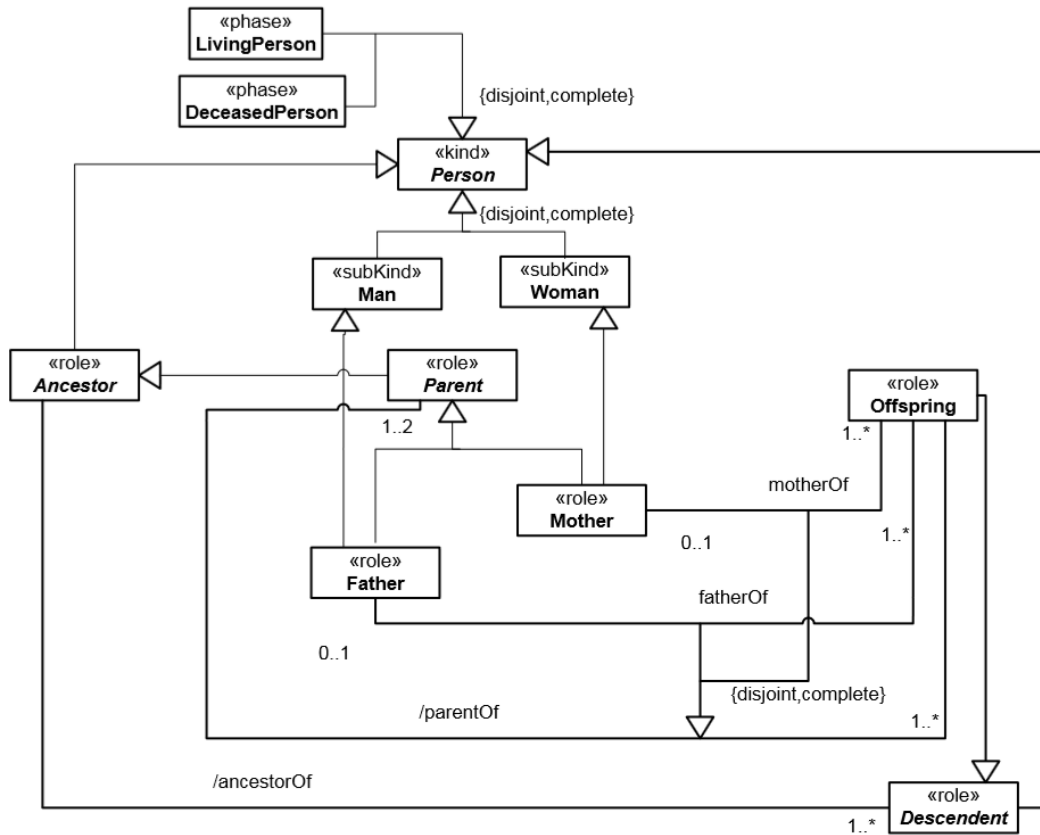 «phase»
LivingPerson
«phase»
DeceasedPerson
{disjoint,complete}
«kind»
Person
{disjoint,complete}
«subKind»
Man
«subKind»
Woman
«role»
Ancestor
«role»
Parent
1..2
«role»
Offspring
1..*
motherOf
«role»
Mother
0..1
1..*
«role»
Father
fatherOf
0..1
{disjoint,complete}
/parentOf
1..*
/ancestorOf
«role»
Descendent
1..*